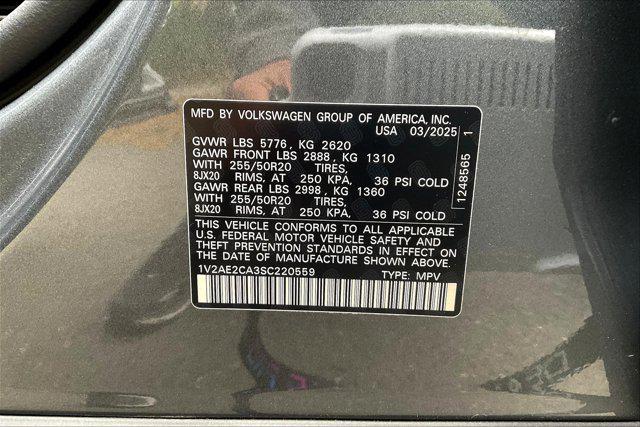 MFD BY VOLKSWAGEN GROUP OF AMERICA, INC.
USA 03/2025
GVWR LBS 5776, KG 2620
GAWR FRONT LBS 2888, KG 1310
WITH 255/50R20 TIRES,
8JX20 RIMS, AT 250 KPA, 36 PSI COLD
GAWR REAR LBS 2998, KG 1360
WITH 255/50R20 TIRES,
8JX20 RIMS, AT 250 KPA, 36 PSI COLD
THIS VEHICLE CONFORMS TO ALL APPLICABLE
U.S. FEDERAL MOTOR VEHICLE SAFETY AND
THEFT PREVENTION STANDARDS IN EFFECT ON
THE DATE OF MANUFACTURE SHOWN ABOVE.
1V2AE2CA3SC220559 TYPE: MPV
1248565 1